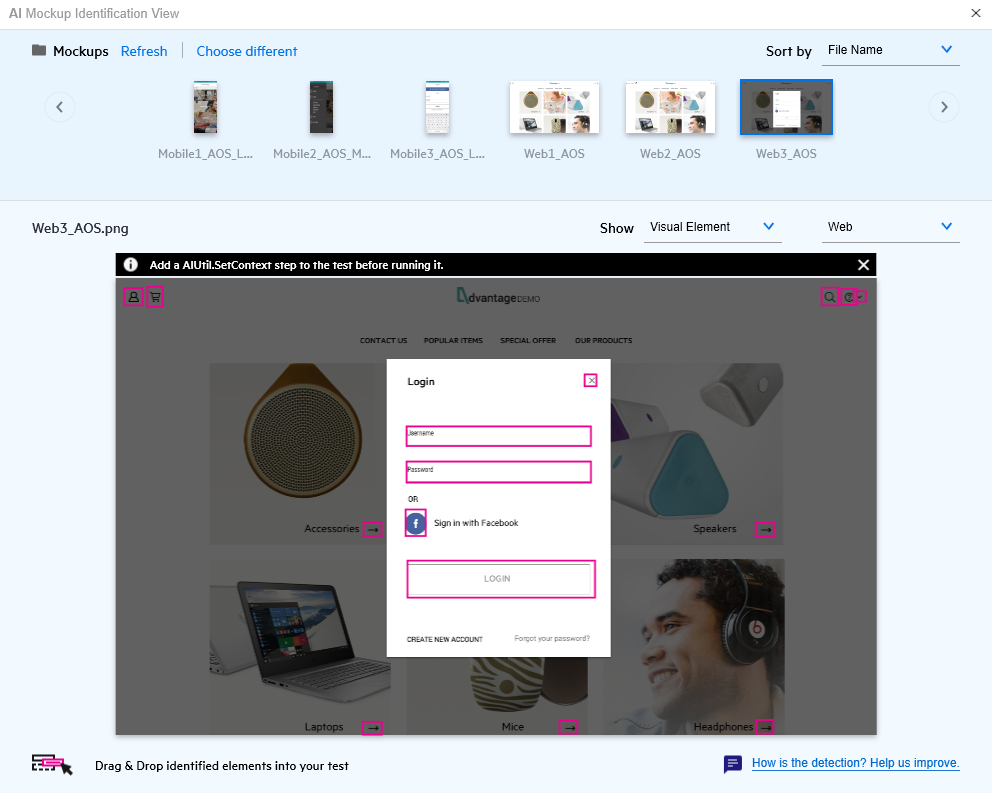 AI Mockup Identification View
Mockups Refresh Choose different
Sort by File Name
Mobile1_AOS_L... Mobile2_AOS_M... Mobile3_AOS_L... Web1_AOS Web2_AOS Web3_AOS
Web3_AOS.png
Show Visual Element Web
Add a AIUtil.SetContext step to the test before running it.
dvantage DEMO
CONTACT US POPULAR ITEMS SPECIAL OFFER OUR PRODUCTS
Login
Username
Password
OR
Sign in with Facebook
Accessories
Speakers
LOGIN
CREATE NEW ACCOUNT Forgot your password?
Laptops
Mice
Headphones
Drag & Drop identified elements into your test
How is the detection? Help us improve.